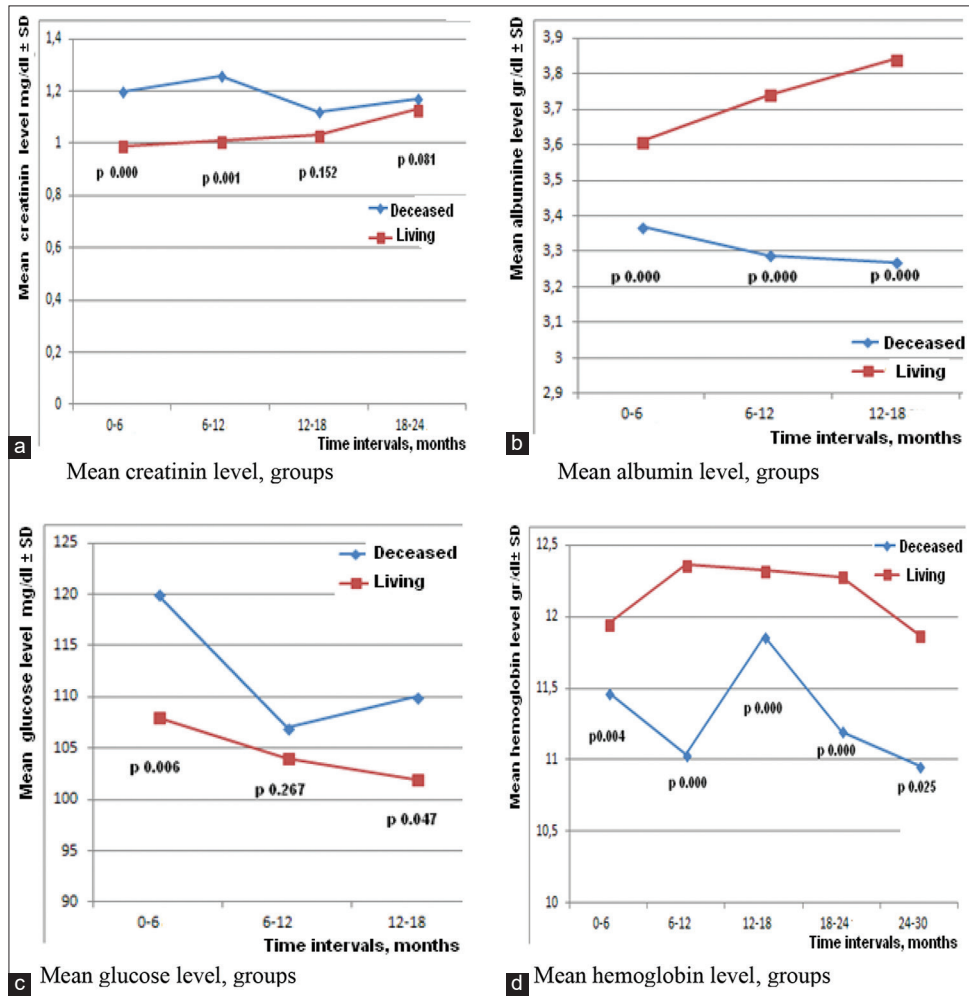 Mean creatinin level mg/dl ± SD
1,4
1,2
1
0,8
0,6
0,4
0,2
0
p 0.000
p 0.001
p 0.152
p 0.081
Deceased
Living
0-6
6-12
12-18
18-24
Time intervals, months
a
Mean creatinin level, groups
Mean albumine level gr/dl ± SD
3,9
3,8
3,7
3,6
3,5
3,4
3,3
3,2
3,1
3
2,9
p 0.000
p 0.000
p 0.000
Deceased
Living
0-6
6-12
12-18
Time intervals, months
b
Mean albumin level, groups
Mean glucose level mg/dl ± SD
125
120
115
110
105
100
95
90
Deceased
Living
p 0.006
p 0.267
p 0.047
0-6
6-12
12-18
Time intervals, months
c
Mean glucose level, groups
Mean hemoglobin level gr/dl± SD
12,5
12
11,5
11
10,5
10
Deceased
Living
p0.004
p 0.000
p 0.000
p 0.000
p 0.025
0-6
6-12
12-18
18-24
24-30
Time intervals, months
d
Mean hemoglobin level, groups